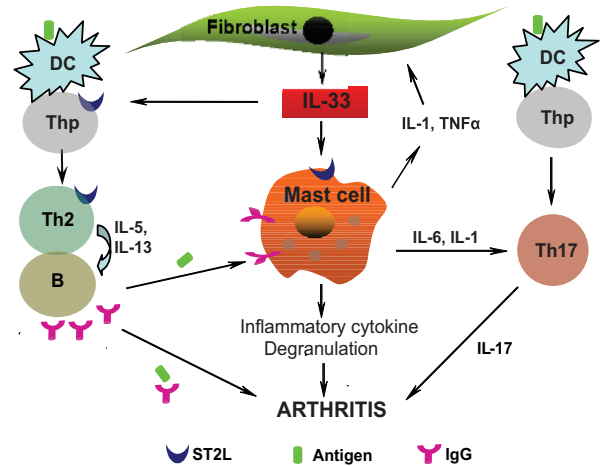 Fibroblast
DC
DC
IL-33
Thp
IL-1, TNFα
Thp
Mast cell
Th2
IL-5,
IL-13
IL-6, IL-1
Th17
B
Inflammatory cytokine
Degranulation
IL-17
ARTHRITIS
ST2L
Antigen
IgG